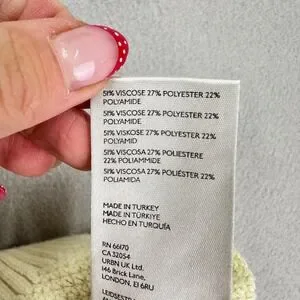 51% VISCOSE 27% POLYESTER 22%
POLYAMIDE
51% VISCOSE 27% POLYESTER 22%
POLYAMIDE
51% VISKOSE 27% POLYESTER 22%
POLYAMID
51% VISCOSA 27% POLIESTERE
22% POLIAMMIDE
51% VISCOSA 27% POLIÉSTER 22%
POLIAMIDA
MADE IN TURKEY
MADE IN TÜRKIYE
HECHO EN TURQUÍA
RN 66170
CA 32054
URBN UK Ltd.
146 Brick Lane,
LONDON, E1 6RU
LEIDSESTRA